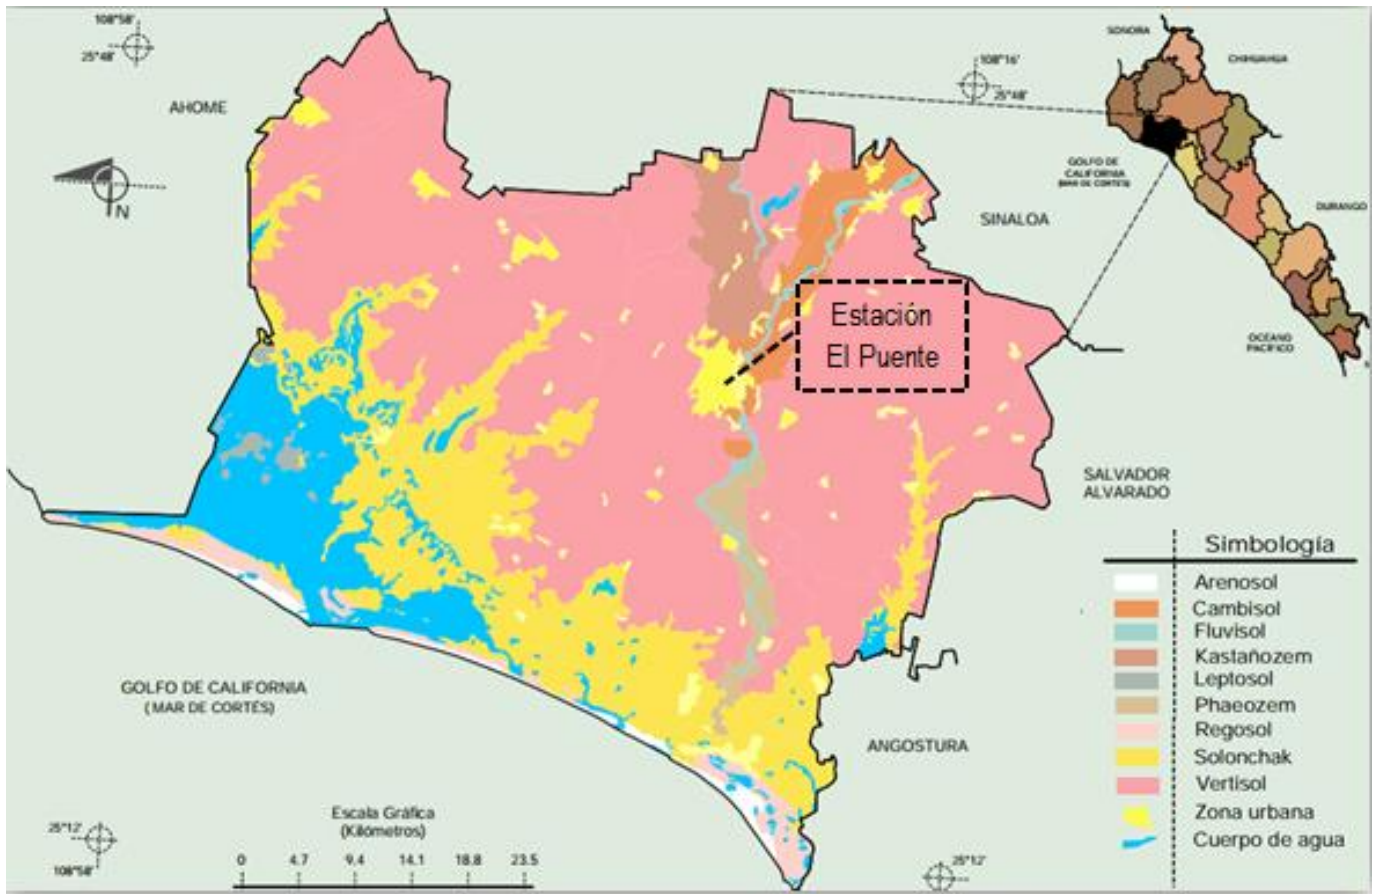 108°58'
25°48'
AHOME
N
108°16'
25°48'
SONORA
CHIHUAHUA
GOLFO DE
CALIFORNIA
(MAR DE CORTÉS)
DURANGO
OCEANO
PACÍFICO
SINALOA
Estación
El Puente
SALVADOR
ALVARADO
GOLFO DE CALIFORNIA
(MAR DE CORTÉS)
ANGOSTURA
Simbología
Arenosol
Cambisol
Fluvisol
Kastañozem
Leptosol
Phaeozem
Regosol
Solonchak
Vertisol
Zona urbana
Cuerpo de agua
Escala Gráfica
(Kilómetros)
0 4.7 9.4 14.1 18.8 23.5
25°12'
108°58'
25°12'